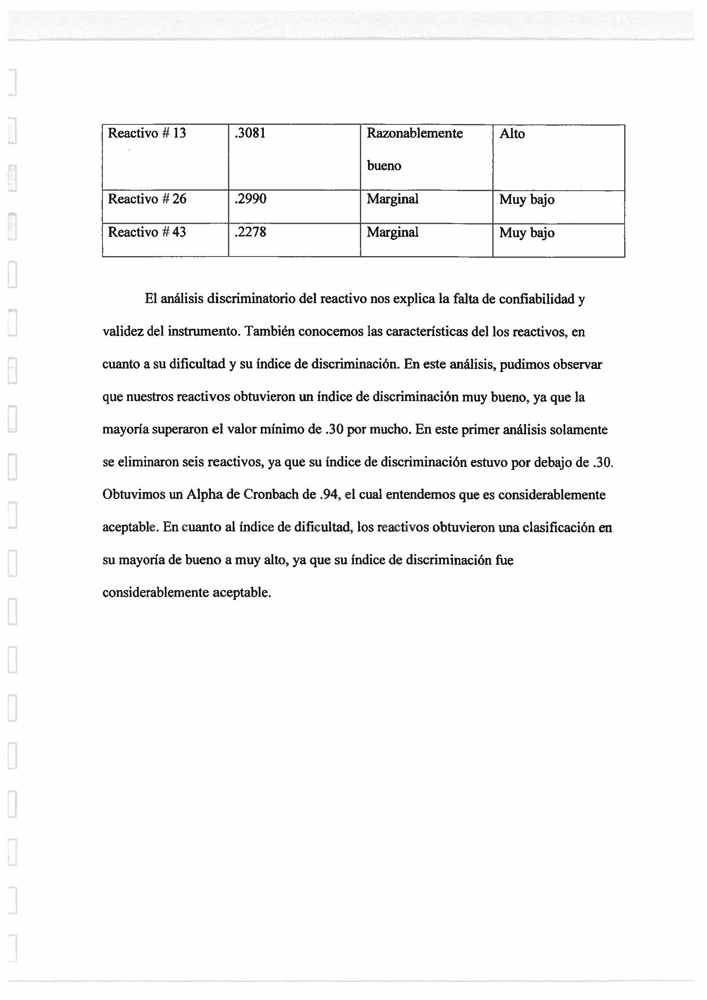 Reactivo # 13 .3081 Razonablemente Alto
bueno
Reactivo # 26 .2990 Marginal Muy bajo
Reactivo # 43 .2278 Marginal Muy bajo
El análisis discriminatorio del reactivo nos explica la falta de confiabilidad y
validez del instrumento. También conocemos las características del los reactivos, en
cuanto a su dificultad y su índice de discriminación. En este análisis, pudimos observar
que nuestros reactivos obtuvieron un índice de discriminación muy bueno, ya que la
mayoría superaron el valor mínimo de .30 por mucho. En este primer análisis solamente
se eliminaron seis reactivos, ya que su índice de discriminación estuvo por debajo de .30.
Obtuvimos un Alpha de Cronbach de .94, el cual entendemos que es considerablemente
aceptable. En cuanto al índice de dificultad, los reactivos obtuvieron una clasificación en
su mayoría de bueno a muy alto, ya que su índice de discriminación fue
considerablemente aceptable.